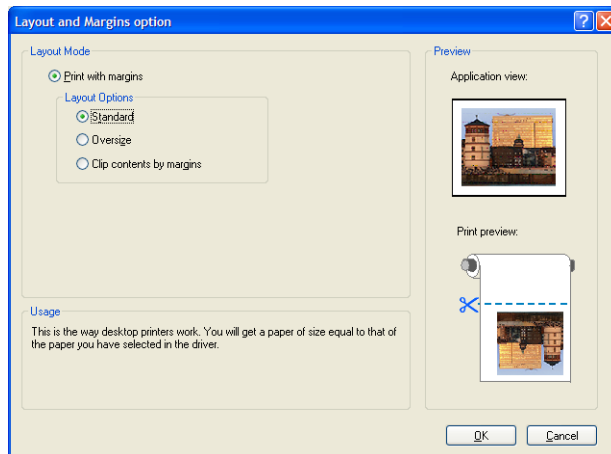 Layout and Margins option
Layout Mode
Print with margins
Layout Options
Standard
Oversize
Clip contents by margins
Usage
This is the way desktop printers work. You will get a paper of size equal to that of
the paper you have selected in the driver.
Preview
Application view:
Print preview:
OK
Cancel